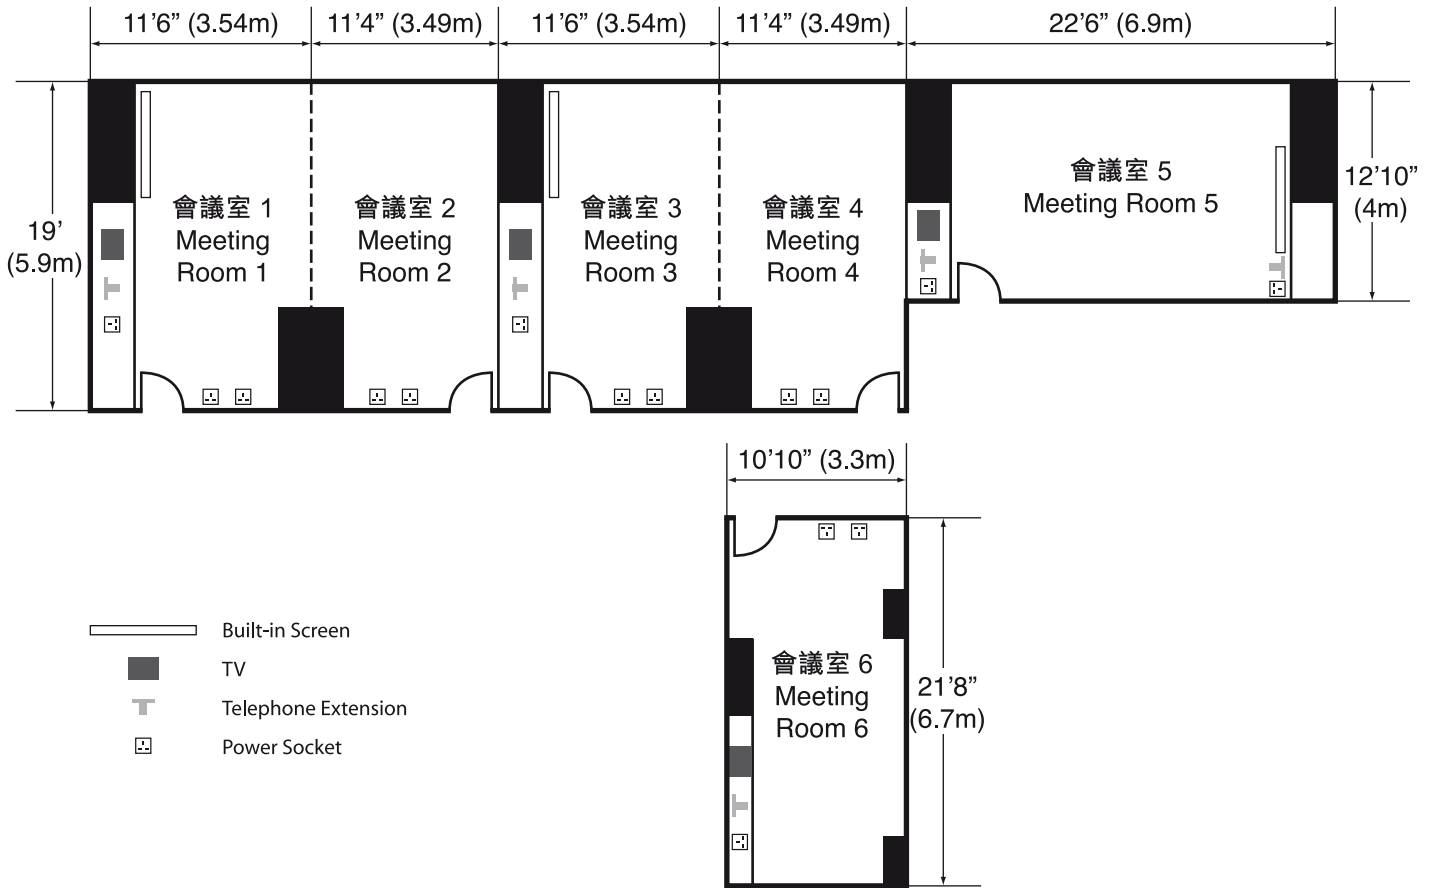 11’6” (3.54m)
11’4” (3.49m)
11’6” (3.54m)
11’4” (3.49m)
22’6” (6.9m)
19’
(5.9m)
會議室 1
Meeting
Room 1
會議室 2
Meeting
Room 2
會議室 3
Meeting
Room 3
會議室 4
Meeting
Room 4
會議室 5
Meeting Room 5
12’10”
(4m)
10’10” (3.3m)
會議室 6
Meeting
Room 6
21’8”
(6.7m)
Built-in Screen
TV
Telephone Extension
Power Socket